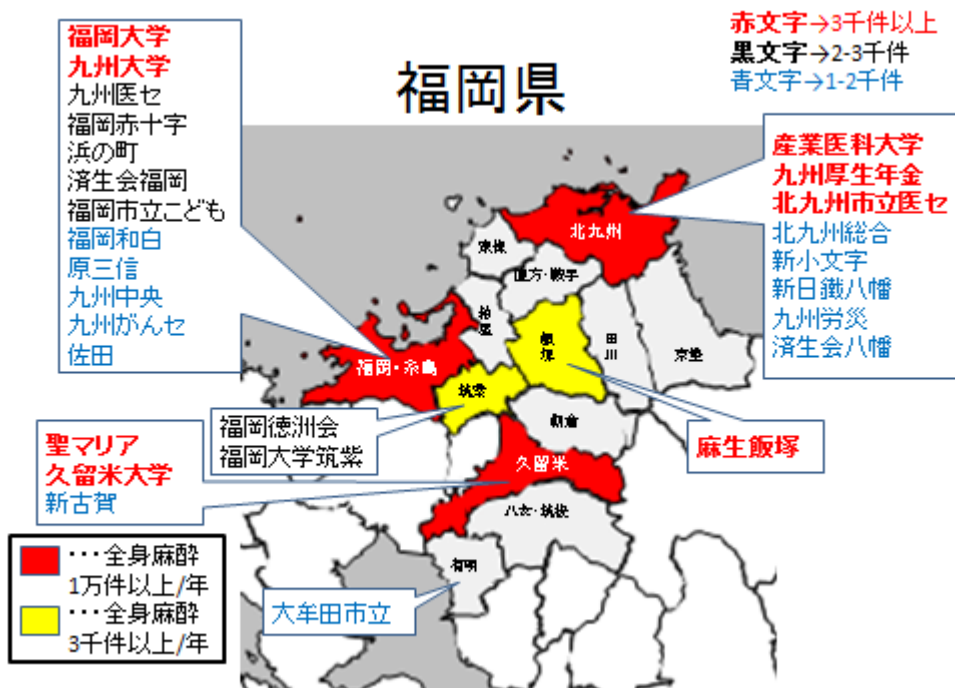 福岡大学
九州大学
九州医セ
福岡赤十字
浜の町
済生会福岡
福岡市立こども
福岡和白
原三信
九州中央
九州がんセ
佐田
福岡県
赤文字→3千件以上
黒文字→2-3千件
青文字→1-2千件
産業医科大学
九州厚生年金
北九州市立医セ
北九州総合
新小文字
新日鐵八幡
九州労災
済生会八幡
北九州
宗像
直方・鞍手
粕屋
飯塚
田川
京築
福岡・糸島
筑紫
朝倉
福岡徳洲会
福岡大学筑紫
麻生飯塚
聖マリア
久留米大学
新古賀
久留米
八女・筑後
有明
大牟田市立
・・・全身麻酔
1万件以上/年
・・・全身麻酔
3千件以上/年